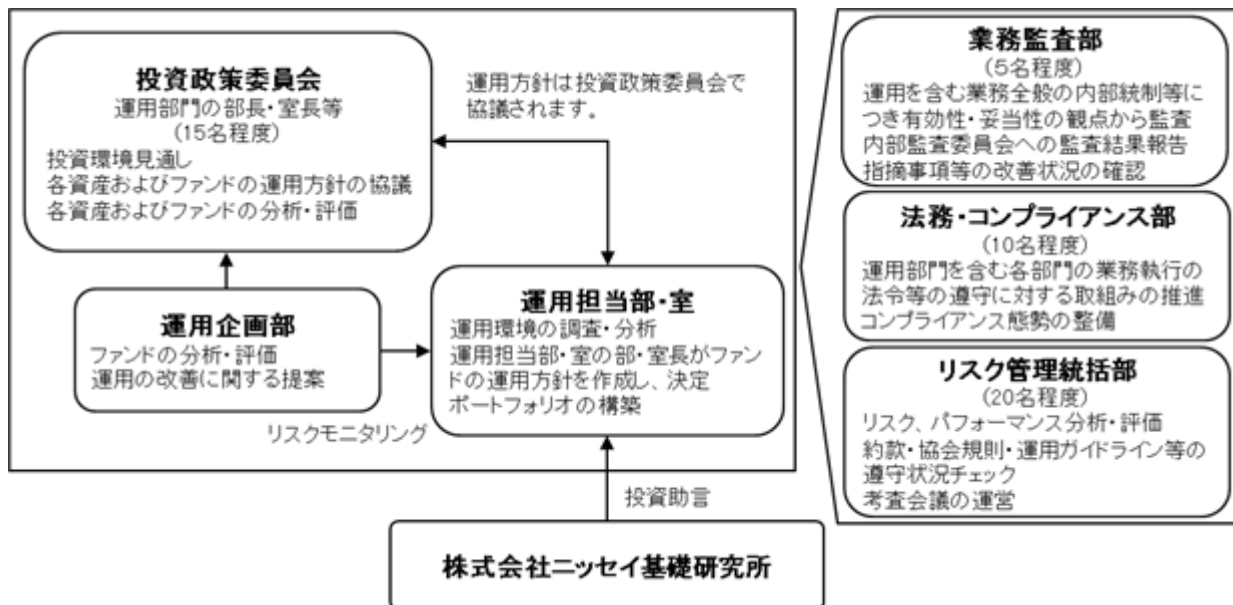 投資政策委員会
運用部門の部長・室長等
(15名程度)
投資環境見通し
各資産およびファンドの運用方針の協議
各資産およびファンドの分析・評価
運用方針は投資政策委員会で
協議されます。
運用企画部
ファンドの分析・評価
運用の改善に関する提案
リスクモニタリング
運用担当部・室
運用環境の調査・分析
運用担当部・室の部・室長がファン
ドの運用方針を作成し、決定
ポートフォリオの構築
投資助言
株式会社ニッセイ基礎研究所
業務監査部
(5名程度)
運用を含む業務全般の内部統制等に
つき有効性・妥当性の観点から監査
内部監査委員会への監査結果報告
指摘事項等の改善状況の確認
法務・コンプライアンス部
(10名程度)
運用部門を含む各部門の業務執行の
法令等の遵守に対する取組みの推進
コンプライアンス態勢の整備
リスク管理統括部
(20名程度)
リスク、パフォーマンス分析・評価
約款・協会規則・運用ガイドライン等の
遵守状況チェック
考査会議の運営